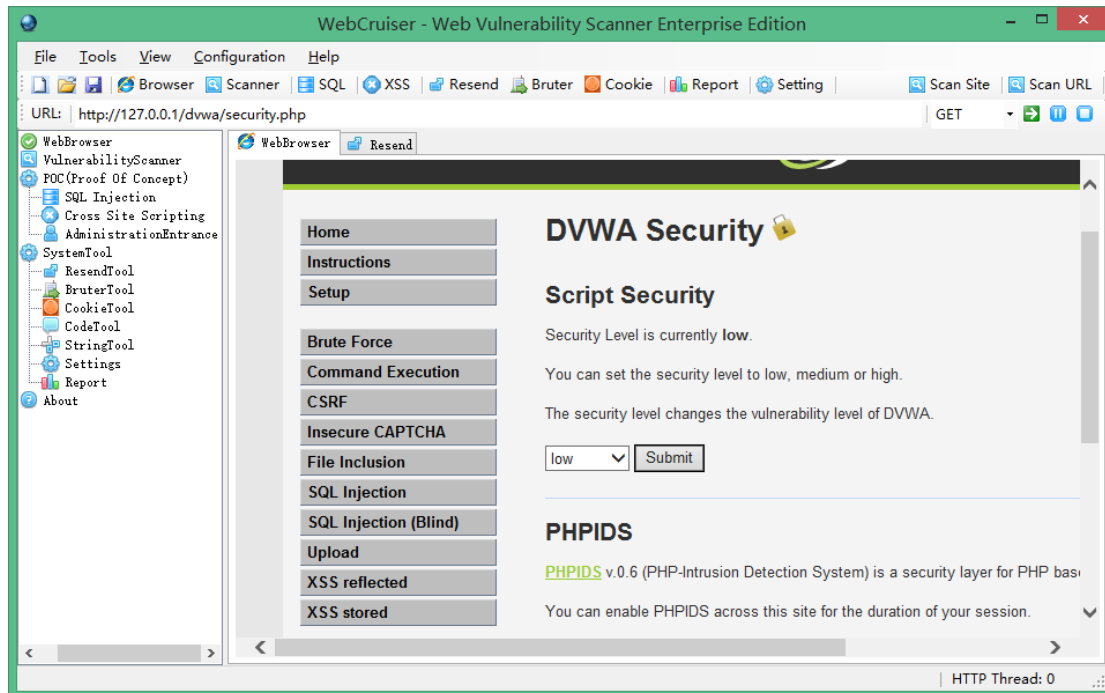 WebCruiser - Web Vulnerability Scanner Enterprise Edition
File Tools View Configuration Help
Browser Scanner SQL XSS Resend Bruter Cookie Report Setting Scan Site Scan URL
URL: http://127.0.0.1/dvwa/security.php GET
WebBrowser
VulnerabilityScanner
POC(Proof Of Concept)
SQL Injection
Cross Site Scripting
AdministrationEntrance
SystemTool
ResendTool
BruterTool
CookieTool
CodeTool
StringTool
Settings
Report
About
WebBrowser Resend
Home
Instructions
Setup
Brute Force
Command Execution
CSRF
Insecure CAPTCHA
File Inclusion
SQL Injection
SQL Injection (Blind)
Upload
XSS reflected
XSS stored
DVWA Security
Script Security
Security Level is currently low.
You can set the security level to low, medium or high.
The security level changes the vulnerability level of DVWA.
low Submit
PHPIDS
PHPIDS v.0.6 (PHP-Intrusion Detection System) is a security layer for PHP bas
You can enable PHPIDS across this site for the duration of your session.
HTTP Thread: 0